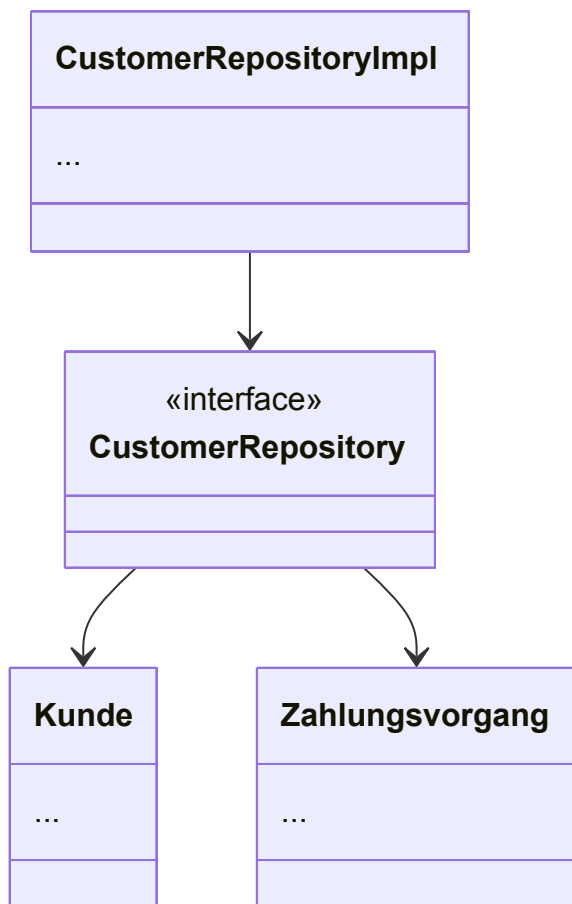 CustomerRepositoryImpl
...
«interface»
CustomerRepository
Kunde
...
Zahlungsvorgang
...